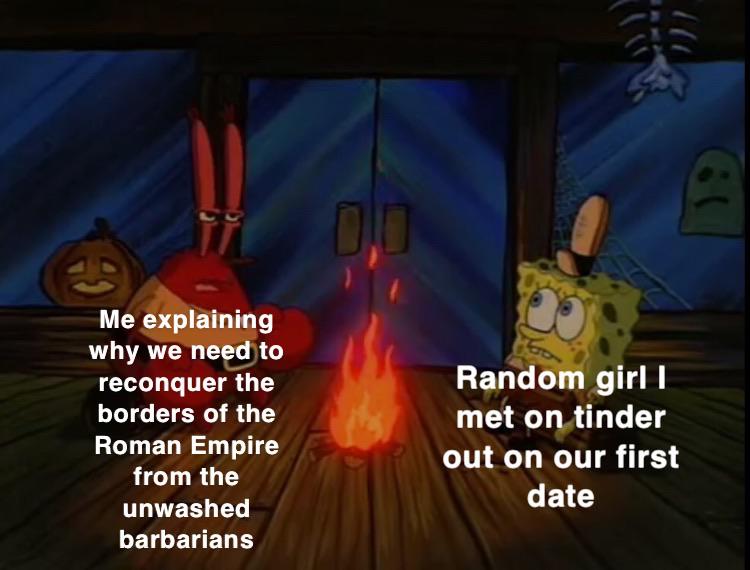 Me explaining
why we need to
reconquer the
borders of the
Roman Empire
from the
unwashed
barbarians
Random girl I
met on tinder
out on our first
date